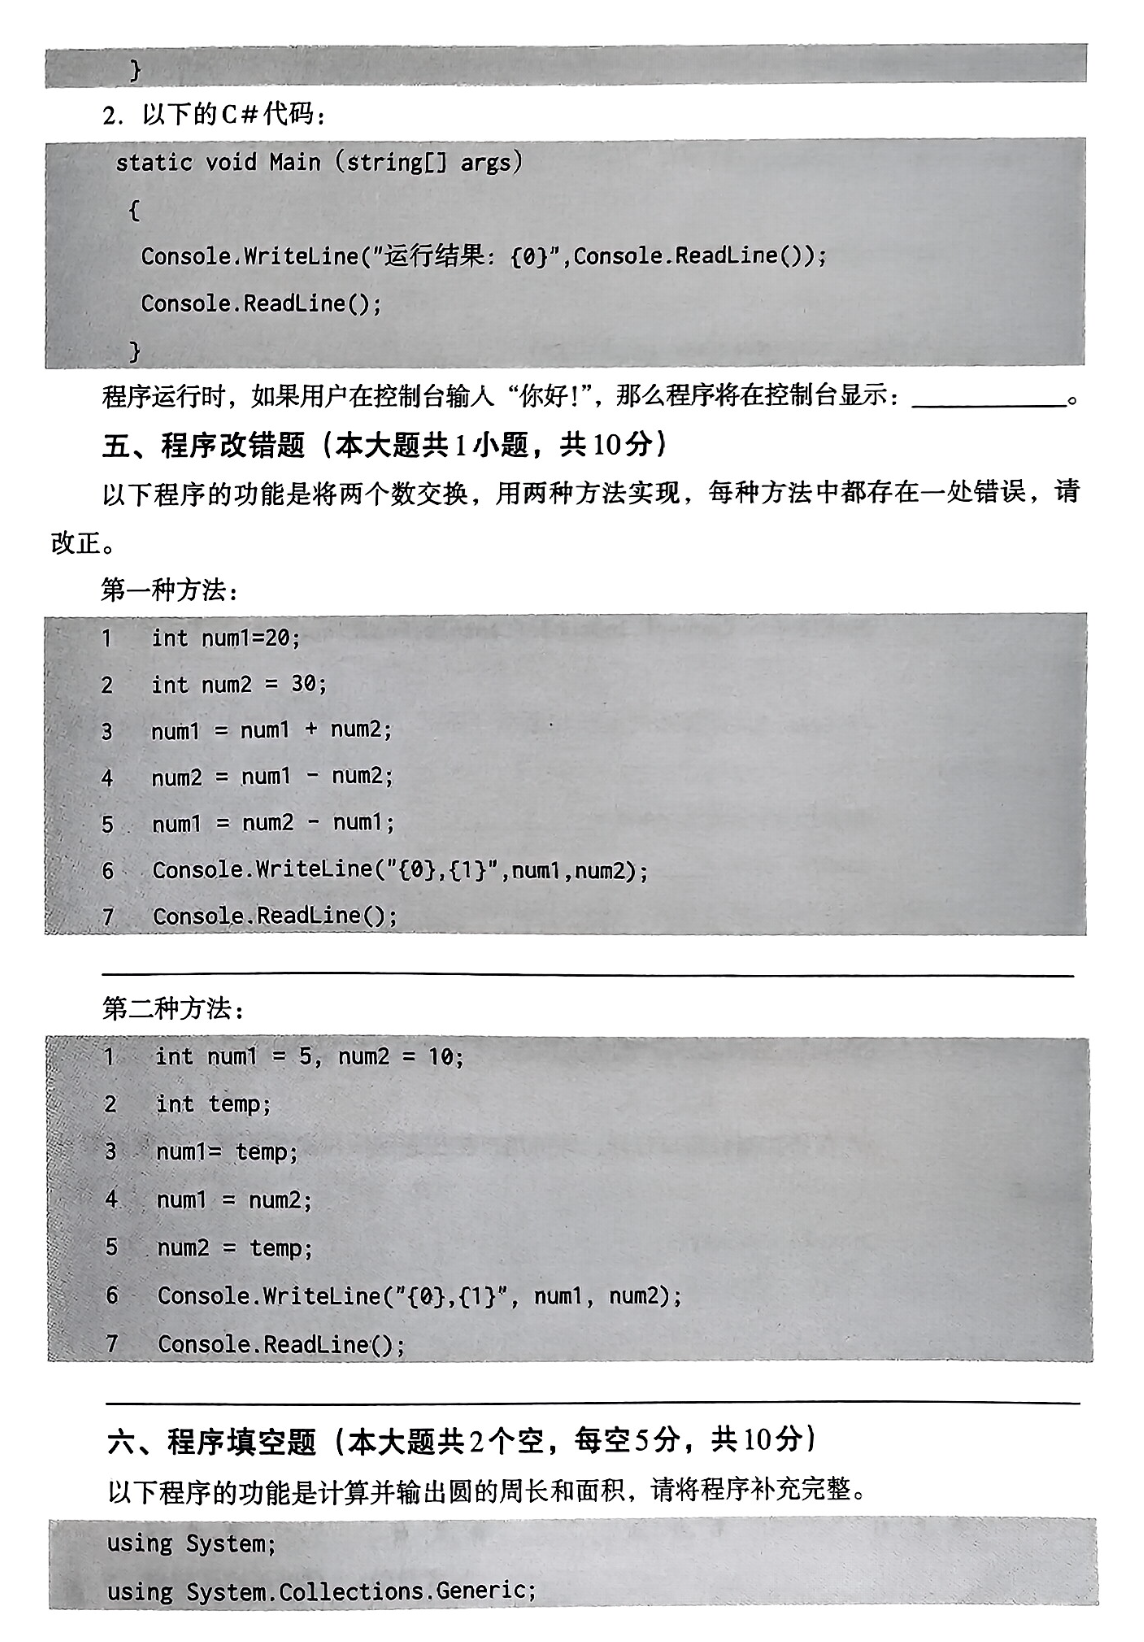 }
2. 以下的C#代码：
static void Main (string[] args)
{
Console.WriteLine("运行结果：{0}",Console.ReadLine());
Console.ReadLine();
}
程序运行时，如果用户在控制台输人“你好!”，那么程序将在控制台显示：____________。
五、程序改错题（本大题共1小题，共10分）
以下程序的功能是将两个数交换，用两种方法实现，每种方法中都存在一处错误，请
改正。
第一种方法：
1 int num1=20;
2 int num2 = 30;
3 num1 = num1 + num2;
4 num2 = num1 - num2;
5 num1 = num2 - num1;
6 Console.WriteLine("{0},{1}",num1,num2);
7 Console.ReadLine();
第二种方法：
1 int num1 = 5, num2 = 10;
2 int temp;
3 num1= temp;
4 num1 = num2;
5 num2 = temp;
6 Console.WriteLine("{0},{1}", num1, num2);
7 Console.ReadLine();
六、程序填空题（本大题共2个空，每空5分，共10分）
以下程序的功能是计算并输出圆的周长和面积，请将程序补充完整。
using System;
using System.Collections.Generic;